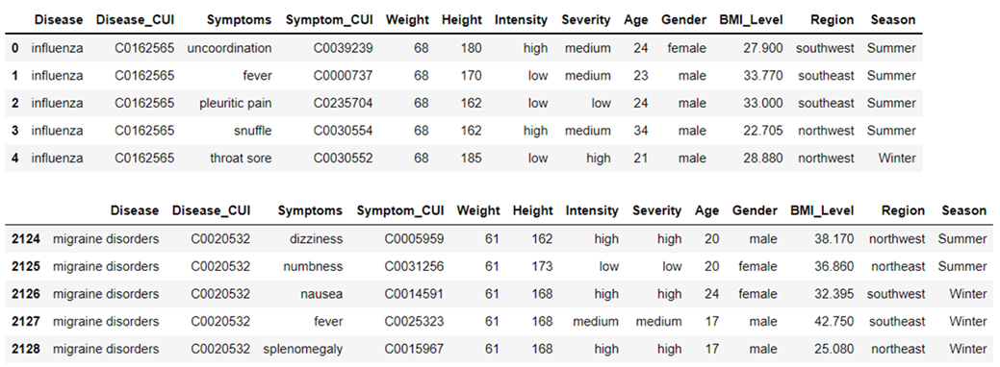 Disease Disease_CUI Symptoms Symptom_CUI Weight Height Intensity Severity Age Gender BMI_Level Region Season
0 influenza C0162565 uncoordination C0039239 68 180 high medium 24 female 27.900 southwest Summer
1 influenza C0162565 fever C0000737 68 170 low medium 23 male 33.770 southeast Summer
2 influenza C0162565 pleuritic pain C0235704 68 162 low low 24 male 33.000 southeast Summer
3 influenza C0162565 snuffle C0030554 68 162 high medium 34 male 22.705 northwest Summer
4 influenza C0162565 throat sore C0030552 68 185 low high 21 male 28.880 northwest Winter
Disease Disease_CUI Symptoms Symptom_CUI Weight Height Intensity Severity Age Gender BMI_Level Region Season
2124 migraine disorders C0020532 dizziness C0005959 61 162 high high 20 male 38.170 northwest Summer
2125 migraine disorders C0020532 numbness C0031256 61 173 low low 20 female 36.860 northeast Summer
2126 migraine disorders C0020532 nausea C0014591 61 168 high high 24 female 32.395 southwest Winter
2127 migraine disorders C0020532 fever C0025323 61 168 medium medium 17 male 42.750 southeast Winter
2128 migraine disorders C0020532 splenomegaly C0015967 61 168 high high 17 male 25.080 northeast Winter